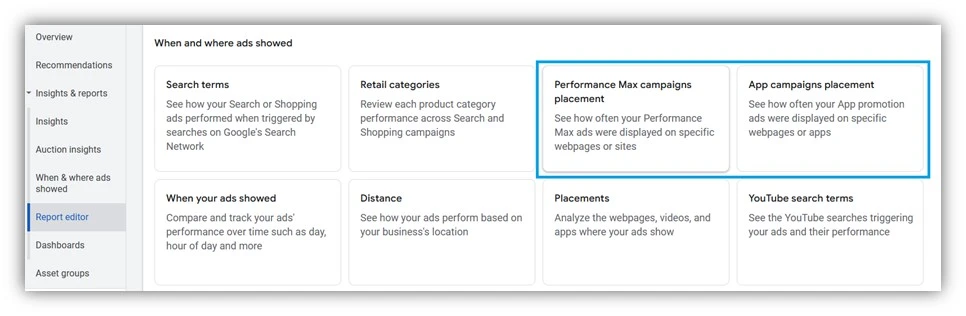 Overview
Recommendations
Insights & reports
Insights
Auction insights
When & where ads
showed
Report editor
Dashboards
Asset groups
When and where ads showed
Search terms
See how your Search or Shopping
ads performed when triggered by
searches on Google's Search
Network
Retail categories
Review each product category
performance across Search and
Shopping campaigns
Performance Max campaigns
placement
See how often your Performance
Max ads were displayed on specific
webpages or sites
App campaigns placement
See how often your App promotion
ads were displayed on specific
webpages or apps
When your ads showed
Compare and track your ads'
performance over time such as day,
hour of day and more
Distance
See how your ads perform based on
your business's location
Placements
Analyze the webpages, videos, and
apps where your ads show
YouTube search terms
See the YouTube searches triggering
your ads and their performance